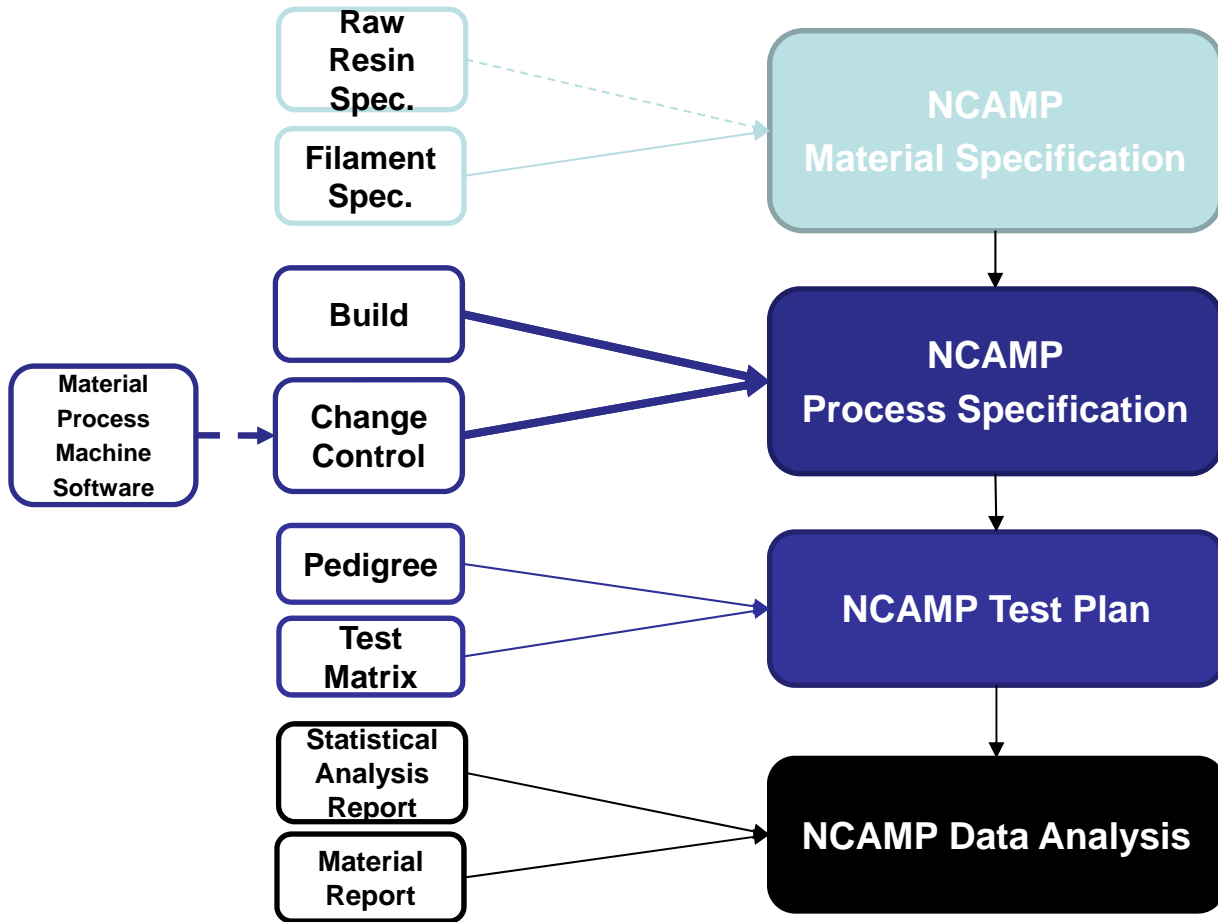 Raw
Resin
Spec.
Filament
Spec.
NCAMP
Material Specification
Build
Change
Control
Material
Process
Machine
Software
NCAMP
Process Specification
Pedigree
Test
Matrix
NCAMP Test Plan
Statistical
Analysis
Report
Material
Report
NCAMP Data Analysis